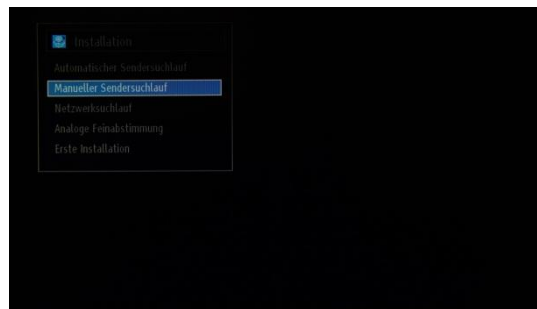 Installation
Automatischer Sendersuchlauf
Manueller Sendersuchlauf
Netzwerksuchlauf
Analoge Feinabstimmung
Erste Installation